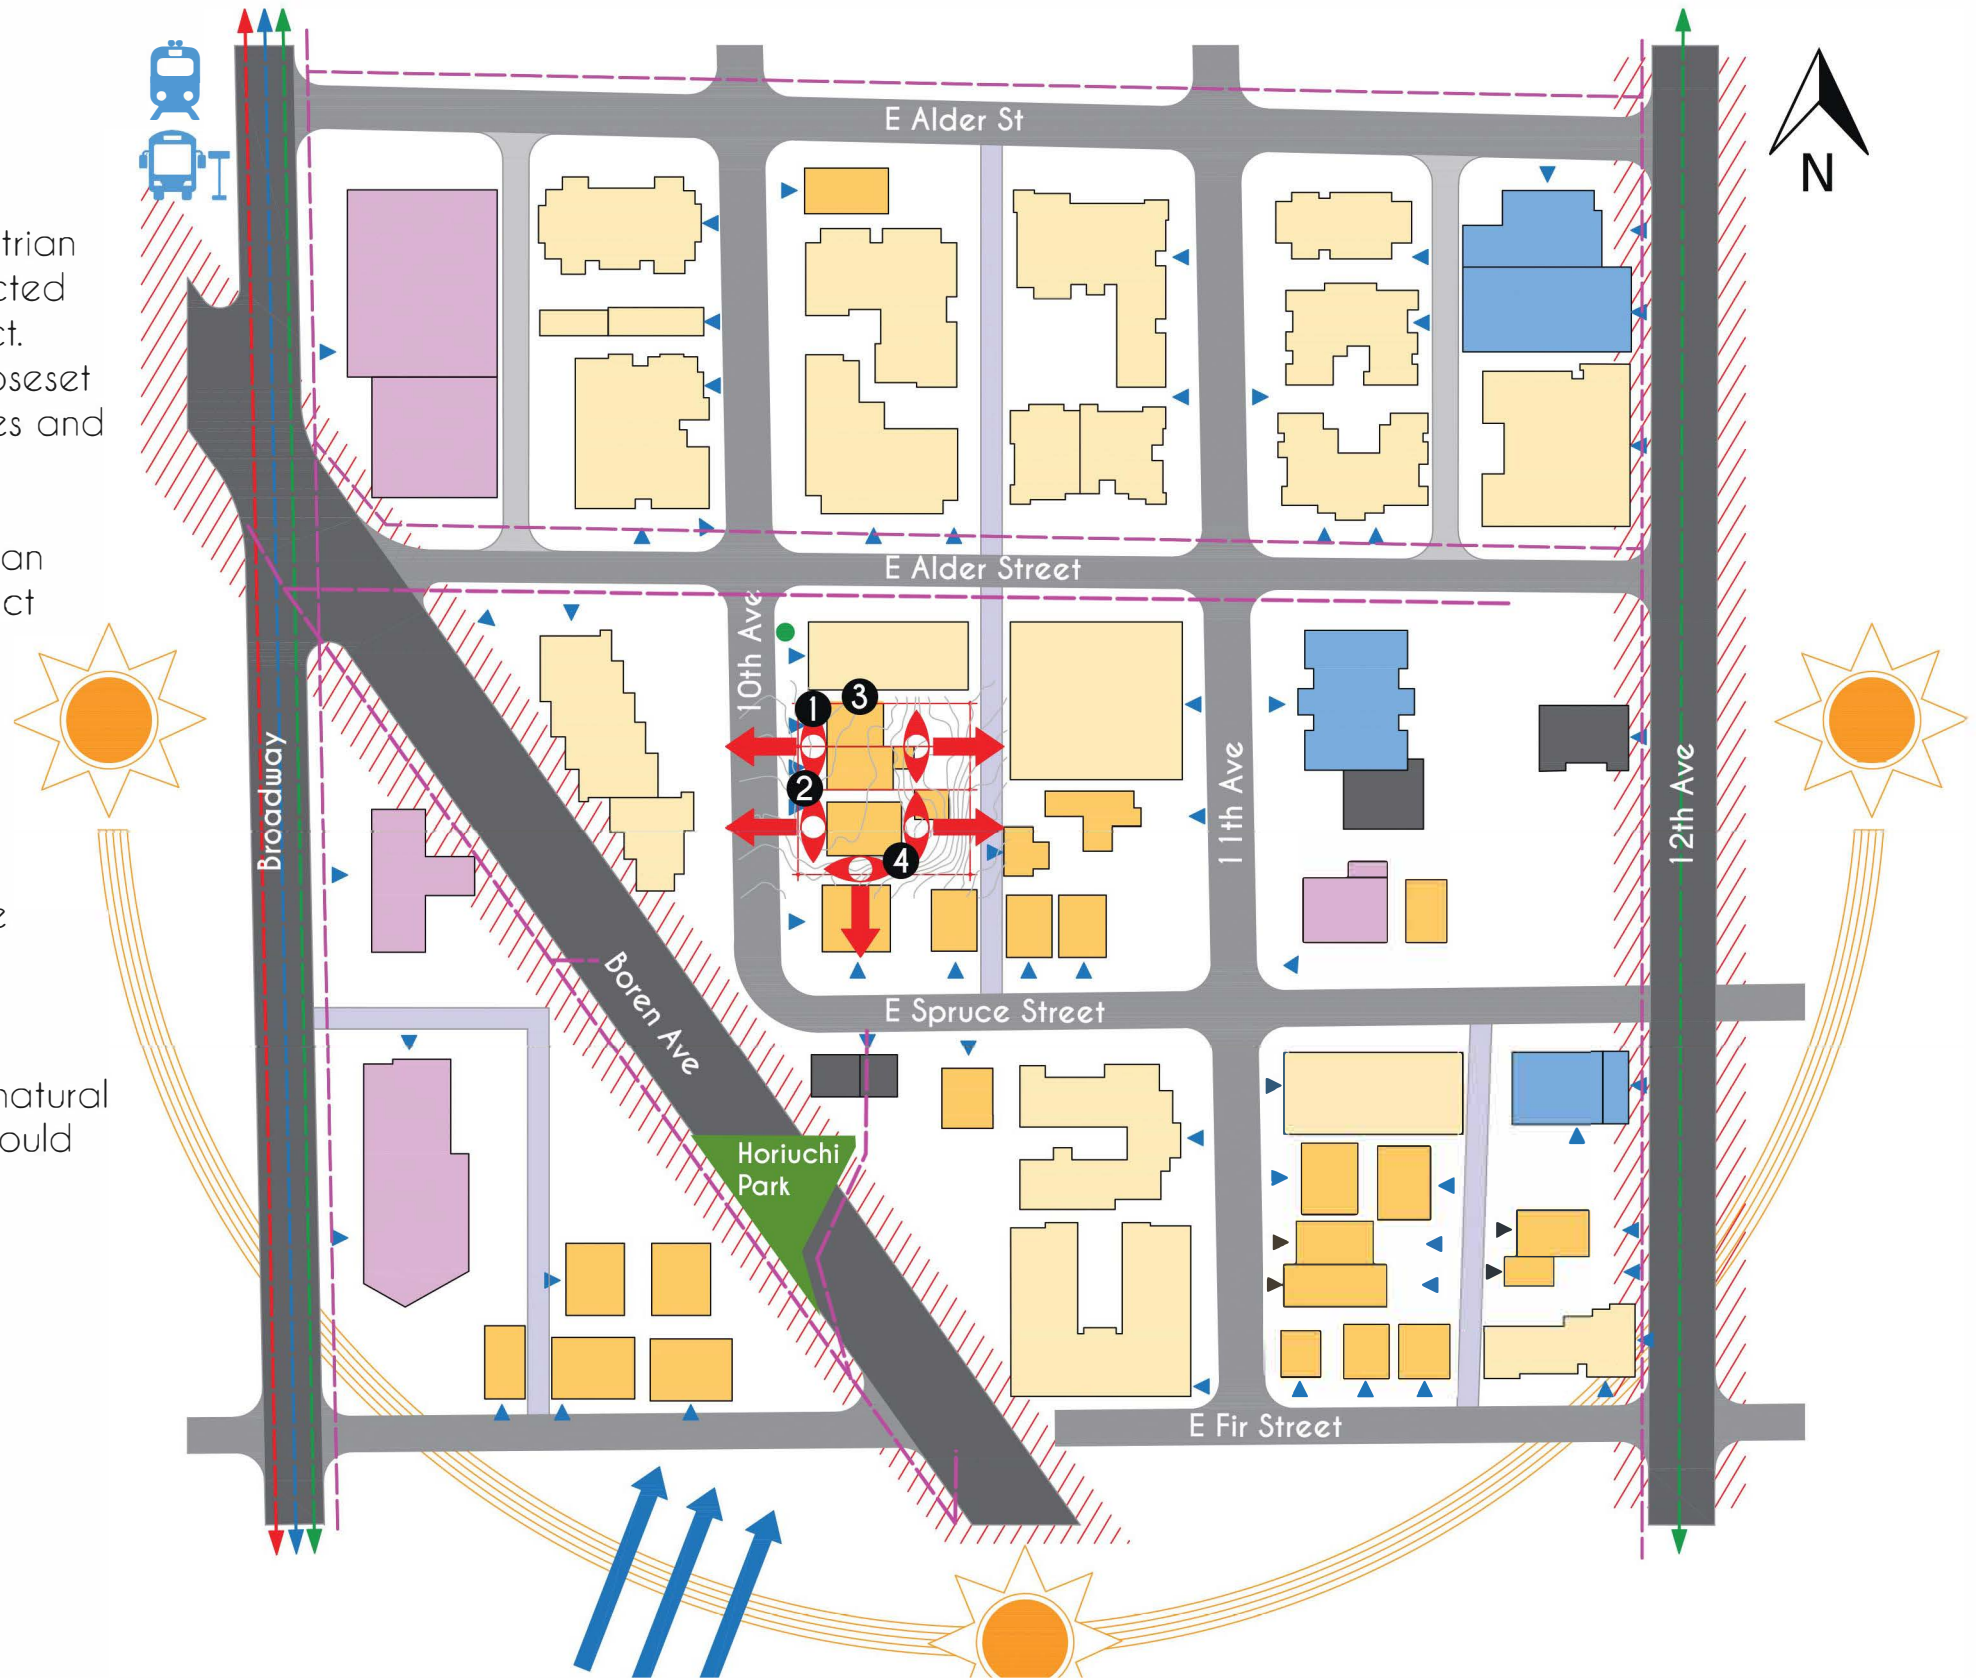 N
E Alder St
trian
cted
ct.
oseset
es and
an
ct
E Alder Street
10th Ave
1
3
2
4
Broadway
11th Ave
12th Ave
e
Boren Ave
E Spruce Street
natural
ould
Horiuchi
Park
E Fir Street